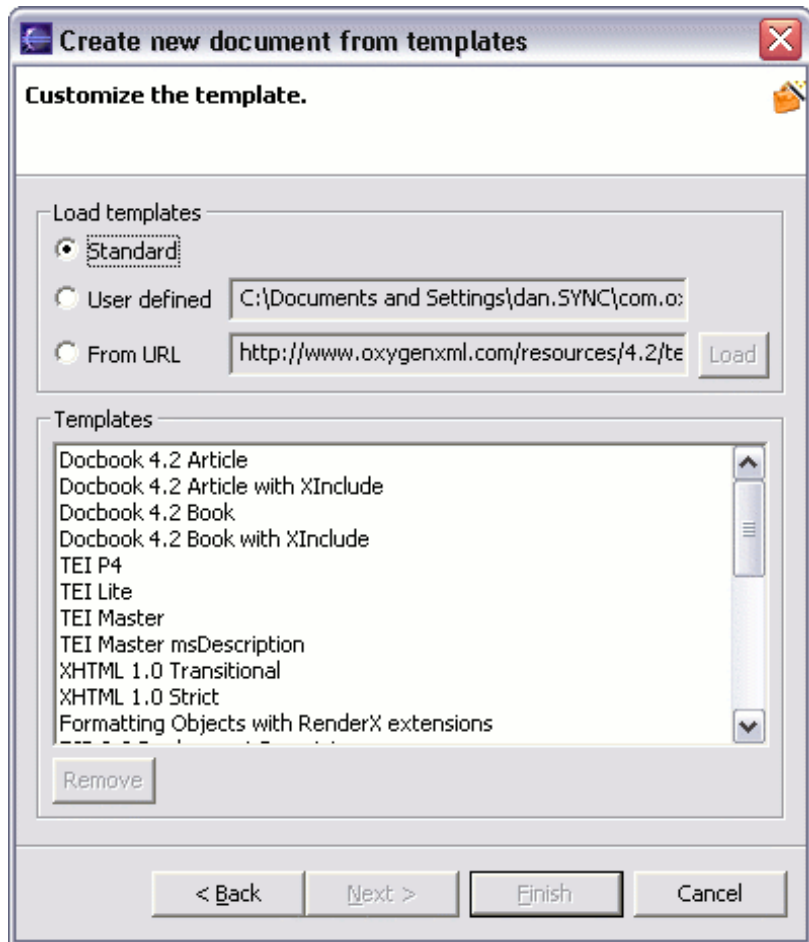 Create new document from templates
Customize the template.
Load templates
Standard
User defined C:\Documents and Settings\dan.SYNC\com.ox
From URL http://www.oxygenxml.com/resources/4.2/te Load
Templates
Docbook 4.2 Article
Docbook 4.2 Article with XInclude
Docbook 4.2 Book
Docbook 4.2 Book with XInclude
TEI P4
TEI Lite
TEI Master
TEI Master msDescription
XHTML 1.0 Transitional
XHTML 1.0 Strict
Formatting Objects with RenderX extensions
Remove
< Back Next > Finish Cancel